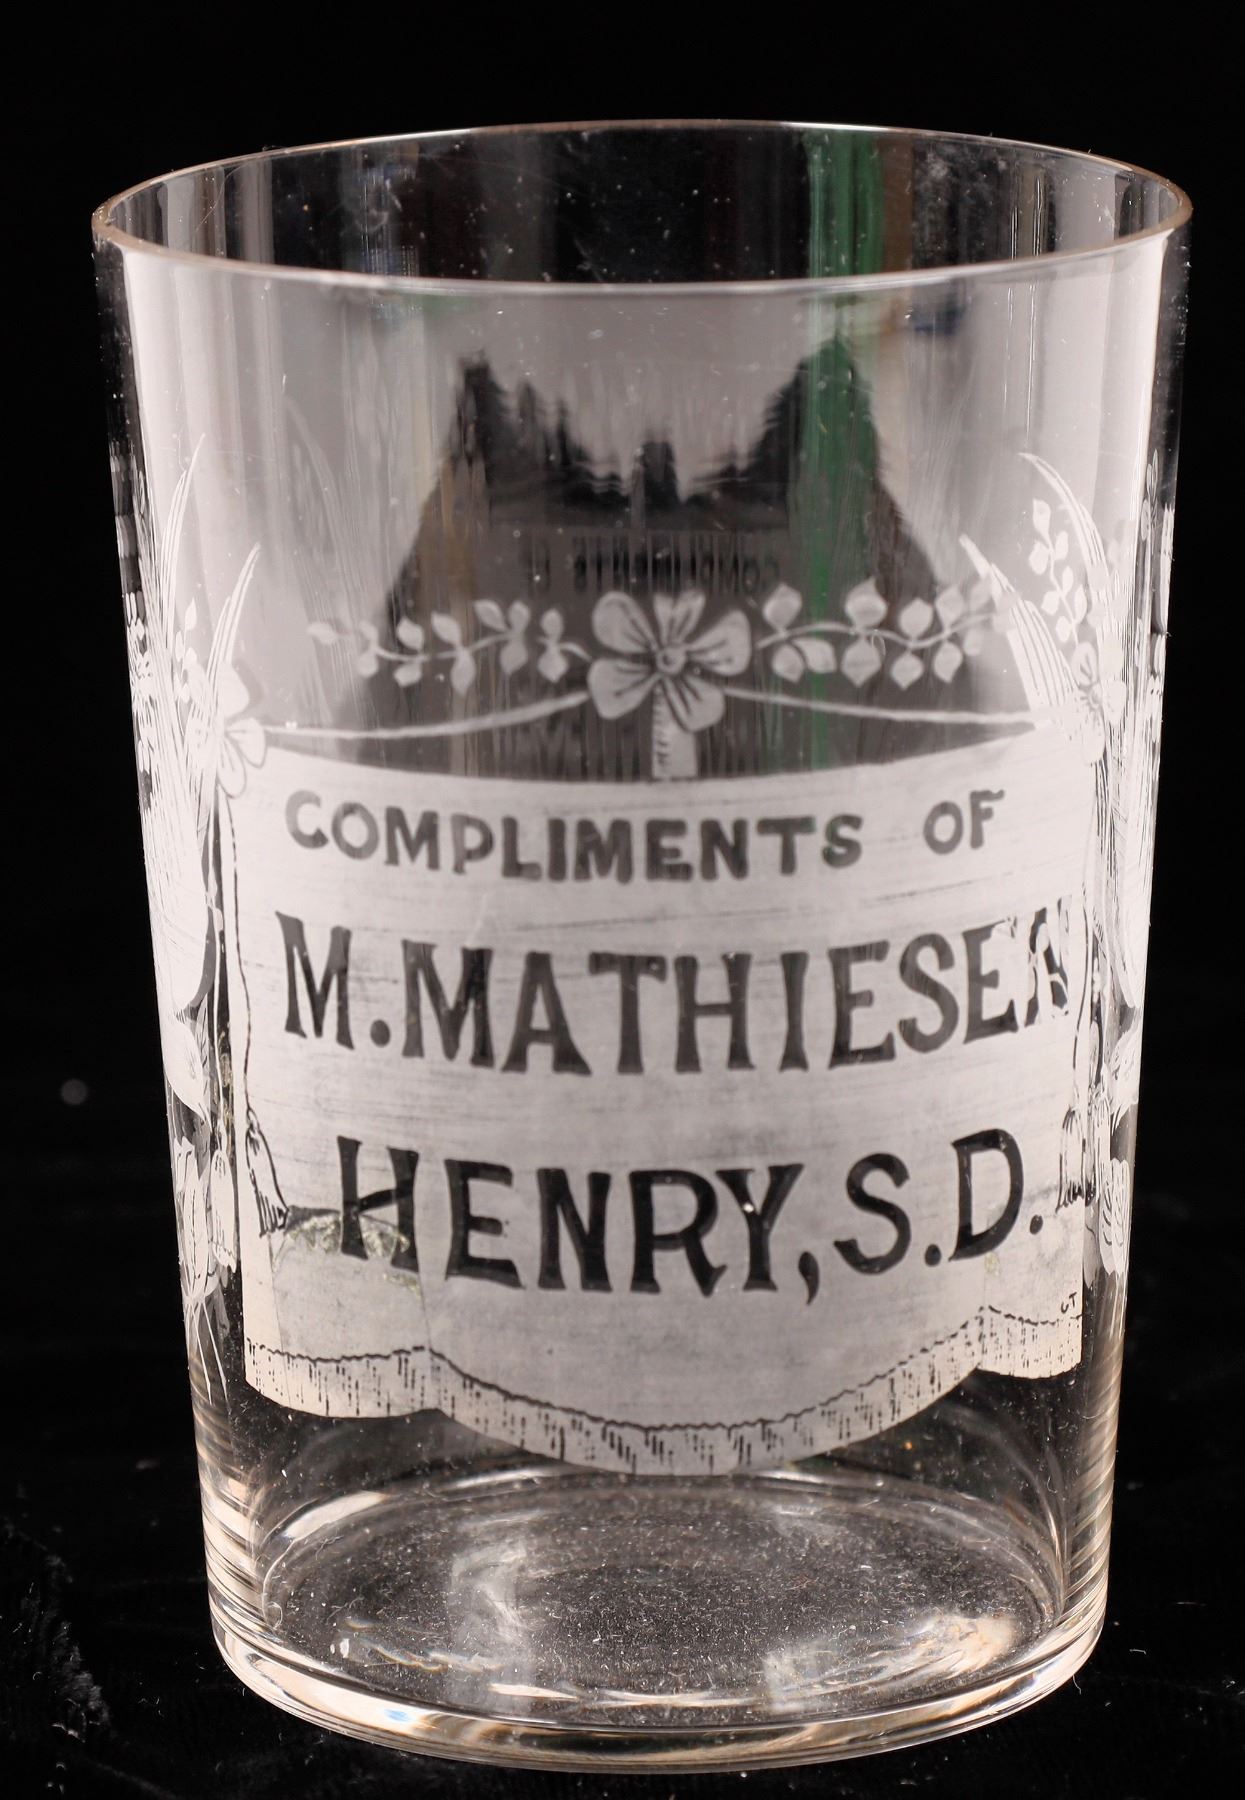 COMPLIMENTS OF
M. MATHIESEN
HENRY, S.D.